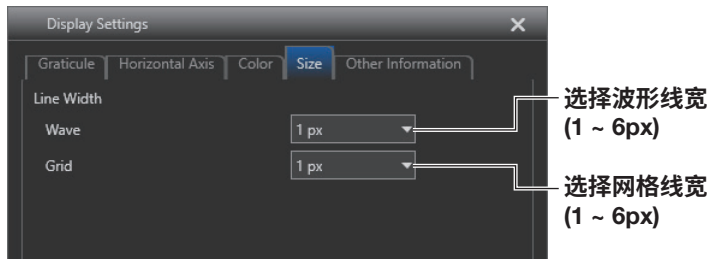 Display Settings
Graticule Horizontal Axis Color Size Other Information
Line Width
Wave 1 px
选择波形线宽
(1 ~ 6px)
Grid 1 px
选择网格线宽
(1 ~ 6px)